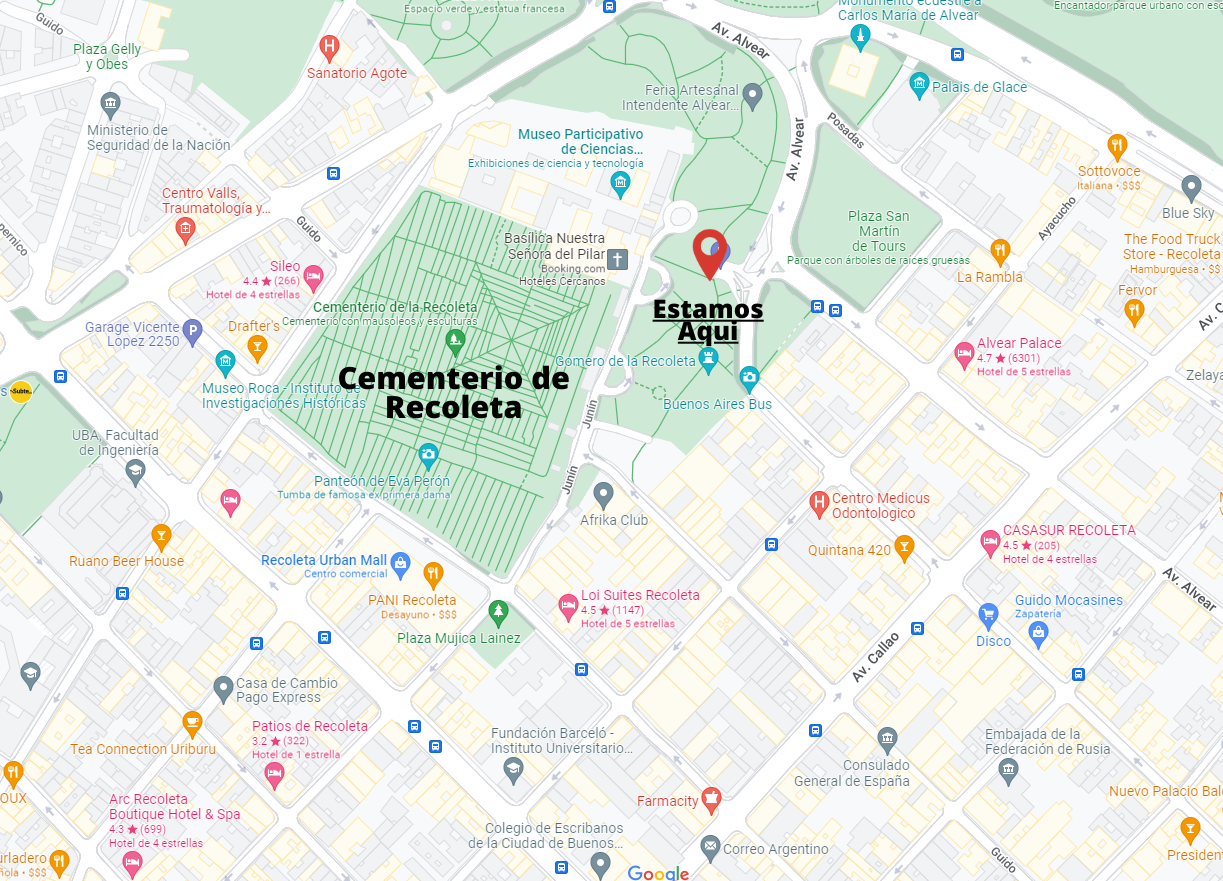 Espacio verde y estatua francesa
Monumento ecuestre a
Carlos María de Alvear
Encantador parque urbano con esc
Guido
Plaza Gelly
y Obes
Sanatorio Agote
Av. Alvear
Palais de Glace
Feria Artesanal
Intendente Alvear...
Ministerio de
Seguridad de la Nación
Museo Participativo
de Ciencias...
Exhibiciones de ciencia y tecnología
Av. Alvear
Posadas
Sottovoce
Italiana • $$$
Blue Sky
Centro Valls,
Traumatología y...
Guido
Ayacucho
pernico
Plaza San
Martín
de Tours
Parque con árboles de raíces gruesas
Basílica Nuestra
Señora del Pilar
Booking.com
Hoteles Cercanos
The Food Truck
Store - Recoleta
Hamburguesa • $$
La Rambla
Fervor
Sileo
4.4 ★ (266)
Hotel de 4 estrellas
Cementerio de la Recoleta
Cementerio con mausoleos y esculturas
Estamos
Aqui
Garage Vicente
López 2250
P
Drafter's
Av. C
Alvear Palace
4.7 ★ (6301)
Hotel de 5 estrellas
Gomero de la Recoleta
Zelaya
Museo Roca - Instituto de
Investigaciones Históricas
Cementerio de
Recoleta
Buenos Aires Bus
s
Subte..
Junín
UBA, Facultad
de Ingeniería
Junín
Panteón de Eva Perón
Tumba de famosa ex primera dama
Afrika Club
Centro Medicus
Odontologico
CASASUR RECOLETA
4.5 ★ (205)
Hotel de 4 estrellas
Quintana 420
Ruano Beer House
Recoleta Urban Mall
Centro comercial
PANI Recoleta
Desayuno • $$$
Loi Suites Recoleta
4.5 ★ (1147)
Hotel de 5 estrellas
Av. Alvear
Guido Mocasines
Zapatería
Disco
Plaza Mujica Lainez
Av. Callao
Casa de Cambio
Pago Express
Tea Connection Uriburu
Patios de Recoleta
3.2 ★ (322)
Hotel de 1 estrella
Fundación Barceló -
Instituto Universitario...
Embajada de la
Federación de Rusia
Consulado
General de España
OUX
Nuevo Palacio Bal
Arc Recoleta
Boutique Hotel & Spa
4.3 ★ (699)
Hotel de 4 estrellas
Farmacity
Colegio de Escribanos
de la Ciudad de Buenos...
Correo Argentino
Guido
President
urladero
ñola • $$$
Google